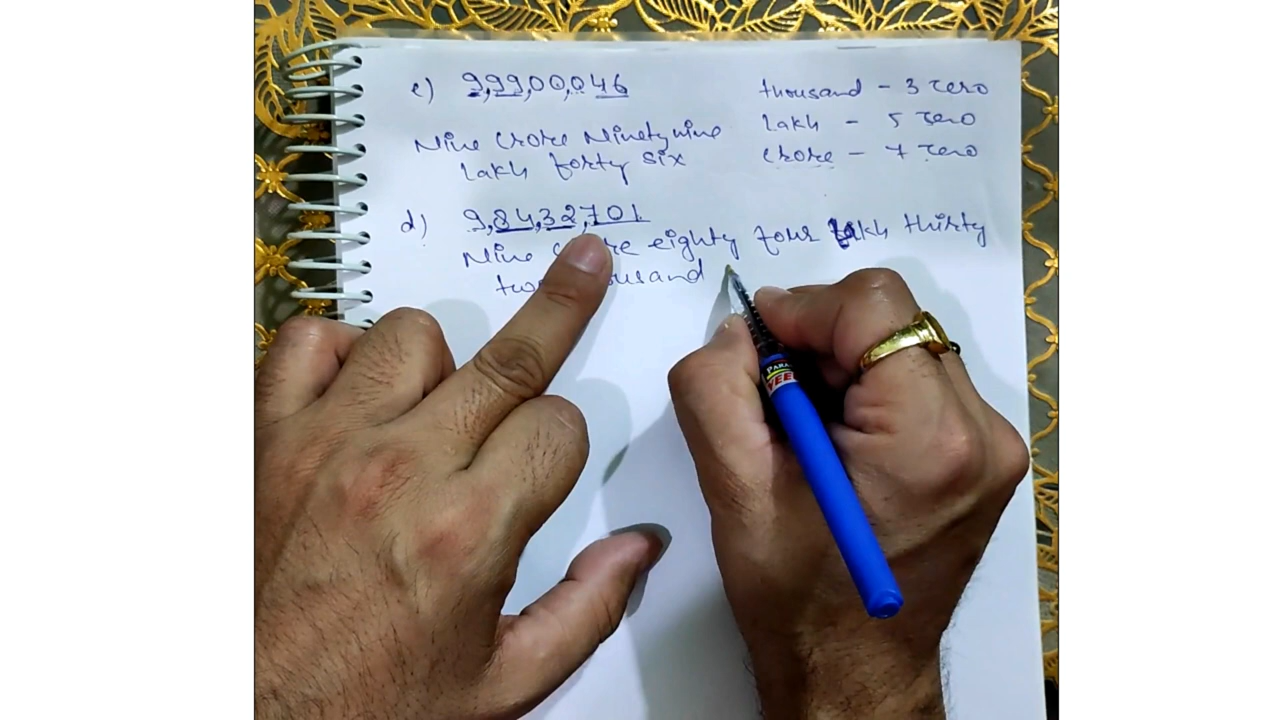 e) 9,99,00,046
Nine Crore Ninety nine
lakh forty six
thousand - 3 zero
lakh - 5 zero
crore - 7 zero
d) 9,84,32,701
Nine eighty four lakh thirty
thousand